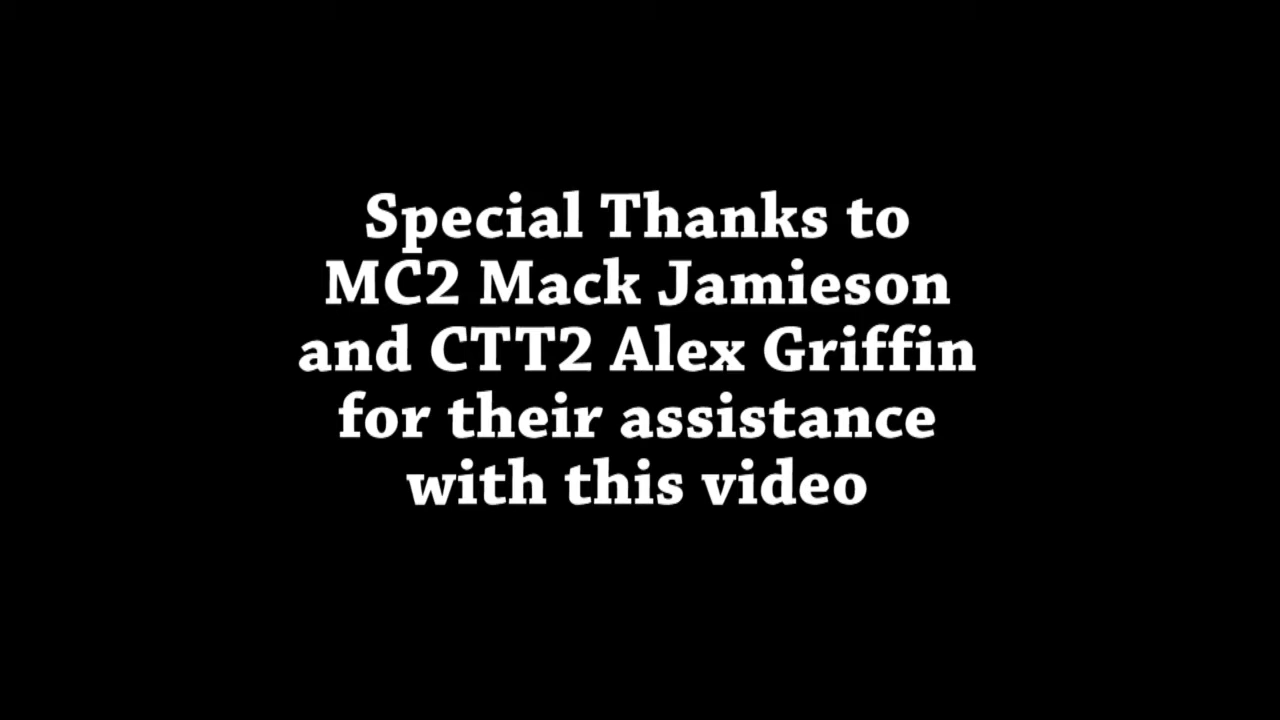 Special Thanks to
MC2 Mack Jamieson
and CTT2 Alex Griffin
for their assistance
with this video